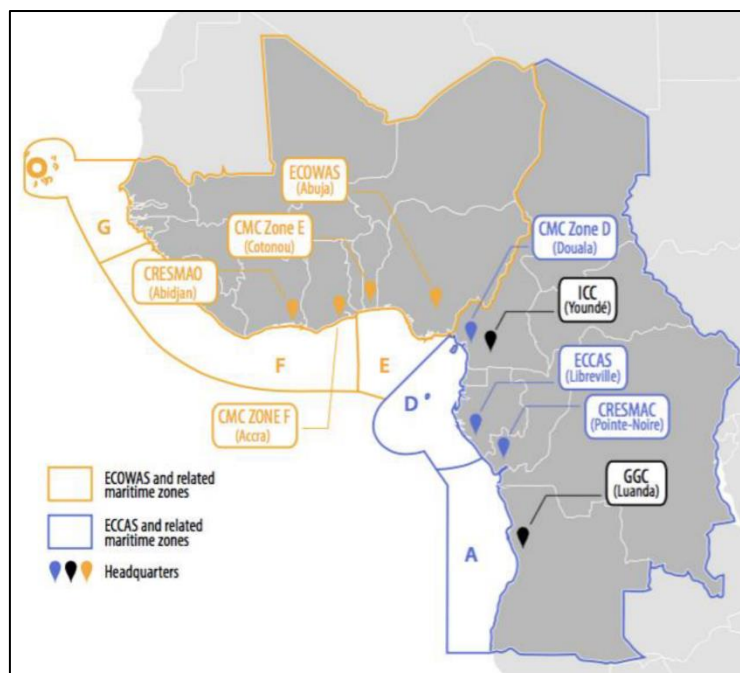 ECOWAS
(Abuja)
CMC Zone E
(Cotonou)
CMC Zone D
(Douala)
G
CRESMAO
(Abidjan)
ICC
(Youndé)
F
E
ECCAS
(Libreville)
D
CMC ZONE F
(Accra)
CRESMAC
(Pointe-Noire)
ECOWAS and related
maritime zones
GGC
(Luanda)
ECCAS and related
maritime zones
A
Headquarters